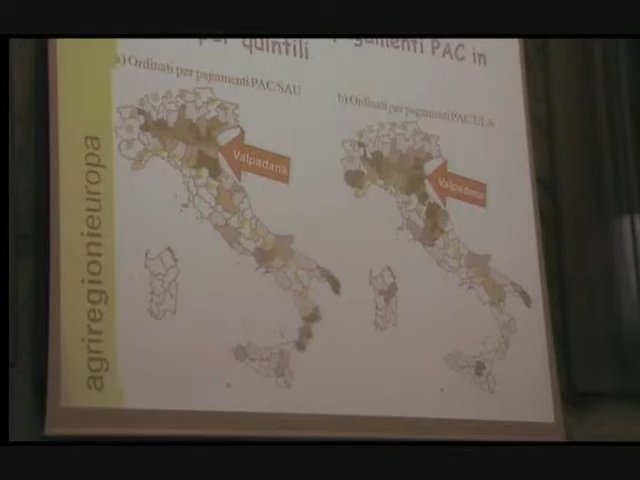 per quintili
pagamenti PAC in
a) Ordinati per pagamenti PAC/SAU
b) Ordinati per pagamenti PAC/ULA
Valpadana
Valpadana
agriregionieuropa